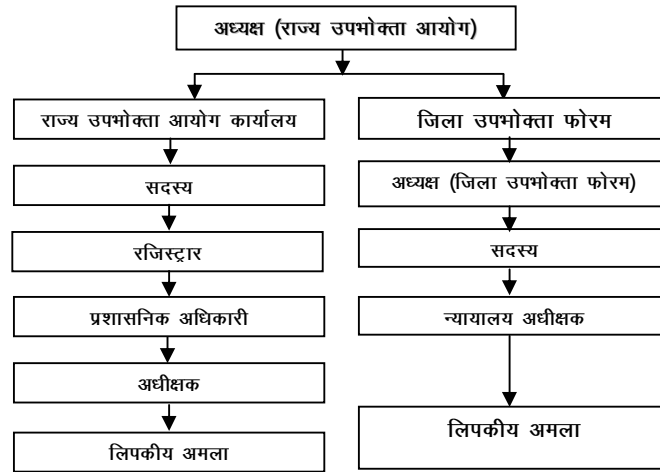 अध्यक्ष (राज्य उपभोक्ता आयोग)
राज्य उपभोक्ता आयोग कार्यालय
जिला उपभोक्ता फोरम
सदस्य
अध्यक्ष (जिला उपभोक्ता फोरम)
रजिस्ट्रार
सदस्य
प्रशासनिक अधिकारी
न्यायालय अधीक्षक
अधीक्षक
लिपकीय अमला
लिपकीय अमला